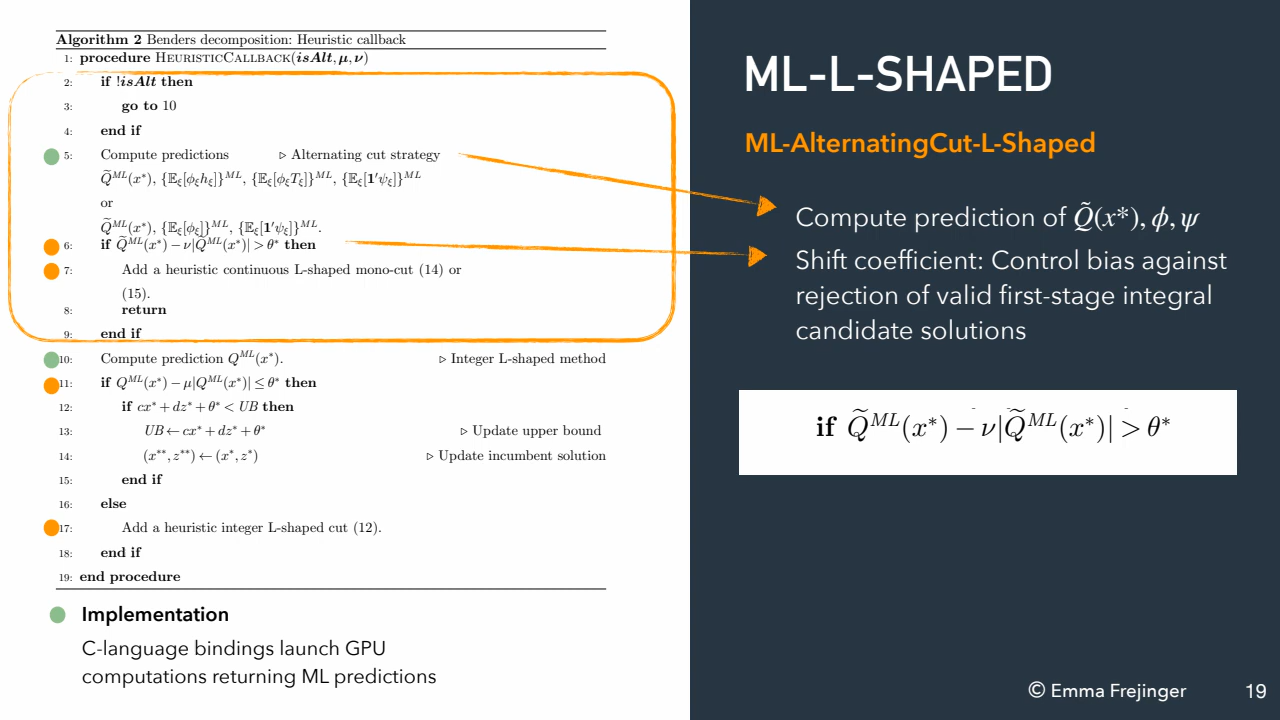 Algorithm 2 Benders decomposition: Heuristic callback
1: procedure HEURISTICCALLBACK(isAlt, μ, ν)
2: if !isAlt then
3: go to 10
4: end if
5: Compute predictions ▷ Alternating cut strategy
Q̃^ML(x*), {𝔼_ξ[ϕ_ξ h_ξ]}^ML, {𝔼_ξ[ϕ_ξ T_ξ]}^ML, {𝔼_ξ[1′ψ_ξ]}^ML
or
Q̃^ML(x*), {𝔼_ξ[ϕ_ξ]}^ML, {𝔼_ξ[1′ψ_ξ]}^ML.
6: if Q̃^ML(x*) − ν|Q̃^ML(x*)| > θ* then
7: Add a heuristic continuous L-shaped mono-cut (14) or
(15).
8: return
9: end if
10: Compute prediction Q^ML(x*). ▷ Integer L-shaped method
11: if Q^ML(x*) − μ|Q^ML(x*)| ≤ θ* then
12: if cx* + dz* + θ* < UB then
13: UB ← cx* + dz* + θ* ▷ Update upper bound
14: (x**, z**) ← (x*, z*) ▷ Update incumbent solution
15: end if
16: else
17: Add a heuristic integer L-shaped cut (12).
18: end if
19: end procedure
Implementation
C-language bindings launch GPU
computations returning ML predictions
ML-L-SHAPED
ML-AlternatingCut-L-Shaped
Compute prediction of Q̃(x*), ϕ, ψ
Shift coefficient: Control bias against
rejection of valid first-stage integral
candidate solutions
if Q̃^ML(x*) − ν|Q̃^ML(x*)| > θ*
© Emma Frejinger 19